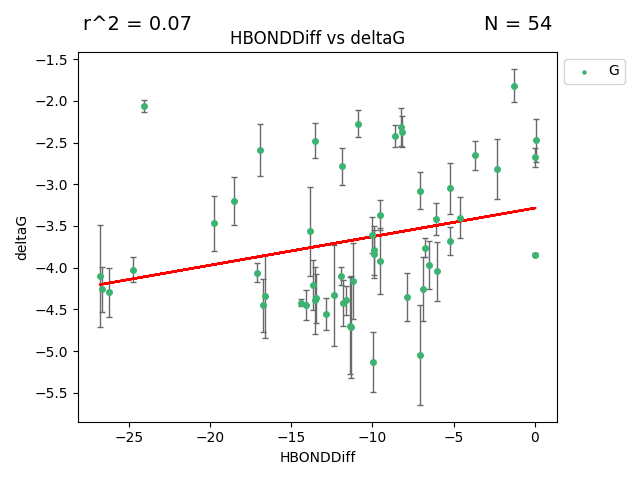 r^2 = 0.07
N = 54
HBONDDiff vs deltaG
G
−1.5
−2.0
−2.5
−3.0
−3.5
−4.0
−4.5
−5.0
−5.5
deltaG
−25
−20
−15
−10
−5
0
HBONDDiff